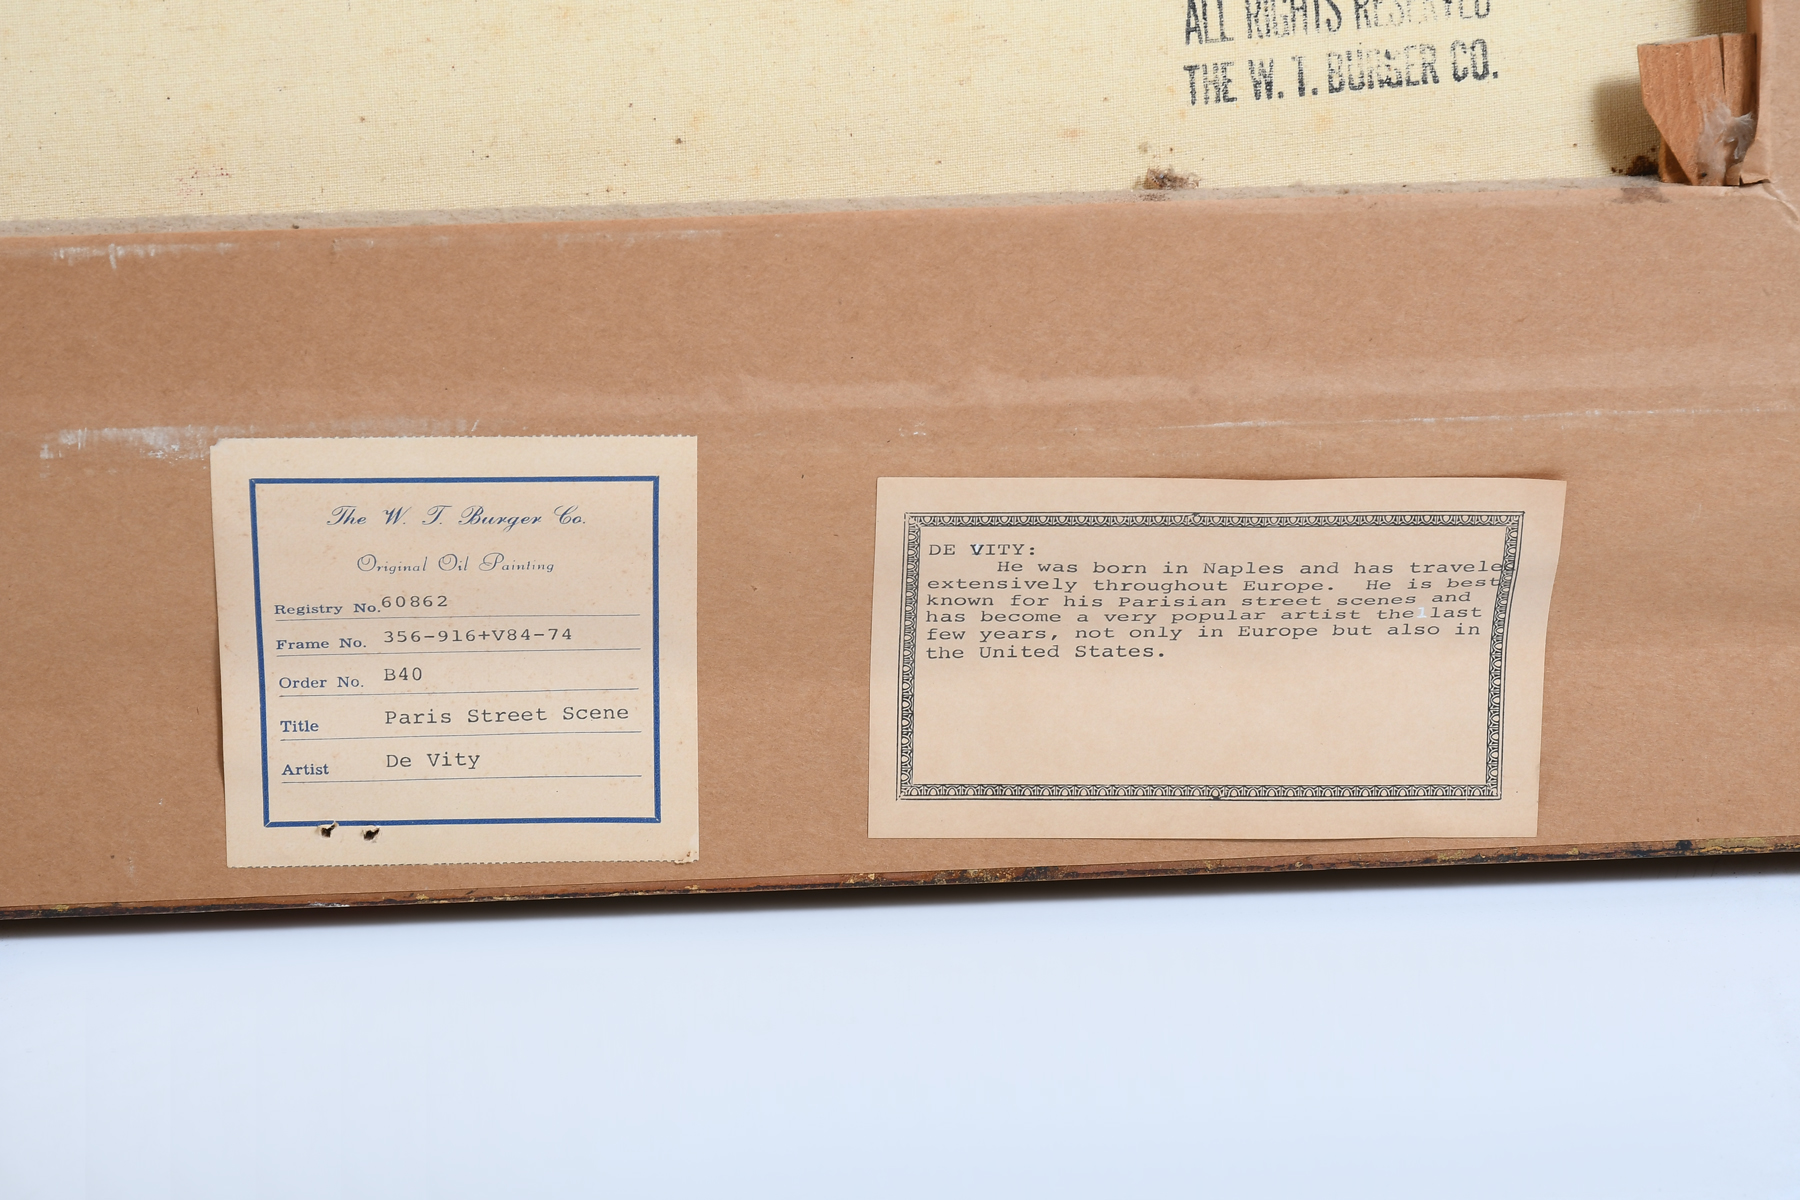 ALL RIGHTS RESERVED
THE W. T. BURGER CO.
The W. T. Burger Co.
Original Oil Painting
Registry No. 60862
Frame No. 356-916+V84-74
Order No. B40
Title Paris Street Scene
Artist De Vity
DE VITY:
He was born in Naples and has travele
extensively throughout Europe. He is best
known for his Parisian street scenes and
has become a very popular artist the last
few years, not only in Europe but also in
the United States.